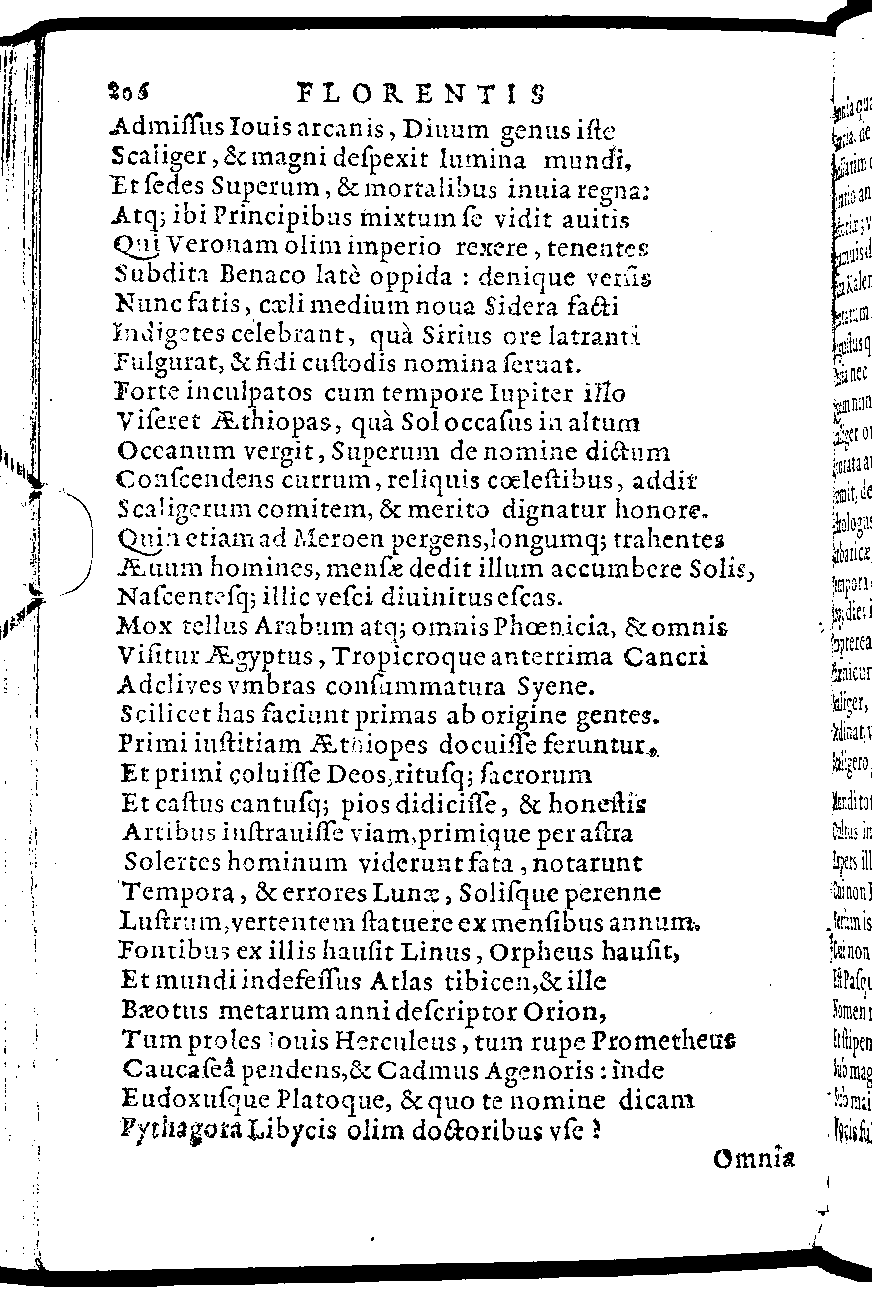 206 FLORENTIS
Admiſſus Iouis arcanis, Diuum genus iſte
Scaliger, & magni deſpexit lumina mundi,
Et ſedes Superum, & mortalibus inuia regna:
Atq; ibi Principibus mixtum ſe vidit auitis
Qui Veronam olim imperio rexere, tenentes
Subdita Benaco latè oppida : denique verſis
Nunc fatis, cæli medium noua Sidera facti
Indigetes celebrant, quà Sirius ore latranti
Fulgurat, & fidi cuſtodis nomina ſeruat.
Forte inculpatos cum tempore Iupiter illo
Viſeret Æthiopas, quà Sol occaſus in altum
Occanum vergit, Superum de nomine dictum
Conſcendens currum, reliquis cœleſtibus, addit
Scaligerum comitem, & merito dignatur honore.
Quin etiam ad Meroen pergens, longumq; trahentes
Æuum homines, menſæ dedit illum accumbere Solis,
Naſcenteſq; illic veſci diuinitus eſcas.
Mox tellus Arabum atq; omnis Phœnicia, & omnis
Viſitur Ægyptus, Tropicroque anterrima Cancri
Adclives vmbras conſummatura Syene.
Scilicet has faciunt primas ab origine gentes.
Primi iuſtitiam Æthiopes docuiſſe feruntur,
Et primi coluiſſe Deos, rituſq; ſacrorum
Et caſtus cantuſq; pios didiciſſe, & honeſtis
Artibus inſtrauiſſe viam, primique per aſtra
Solertes hominum viderunt fata, notarunt
Tempora, & errores Lunæ, Soliſque perenne
Luſtrum, vertentem ſtatuere ex menſibus annum.
Fontibus ex illis hauſit Linus, Orpheus hauſit,
Et mundi indefeſſus Atlas tibicen, & ille
Bæotus metarum anni deſcriptor Orion,
Tum proles Iouis Herculeus, tum rupe Prometheus
Caucaſeâ pendens, & Cadmus Agenoris : inde
Eudoxuſque Platoque, & quo te nomine dicam
Pythagora Libycis olim doctoribus vſe ?
Omnia